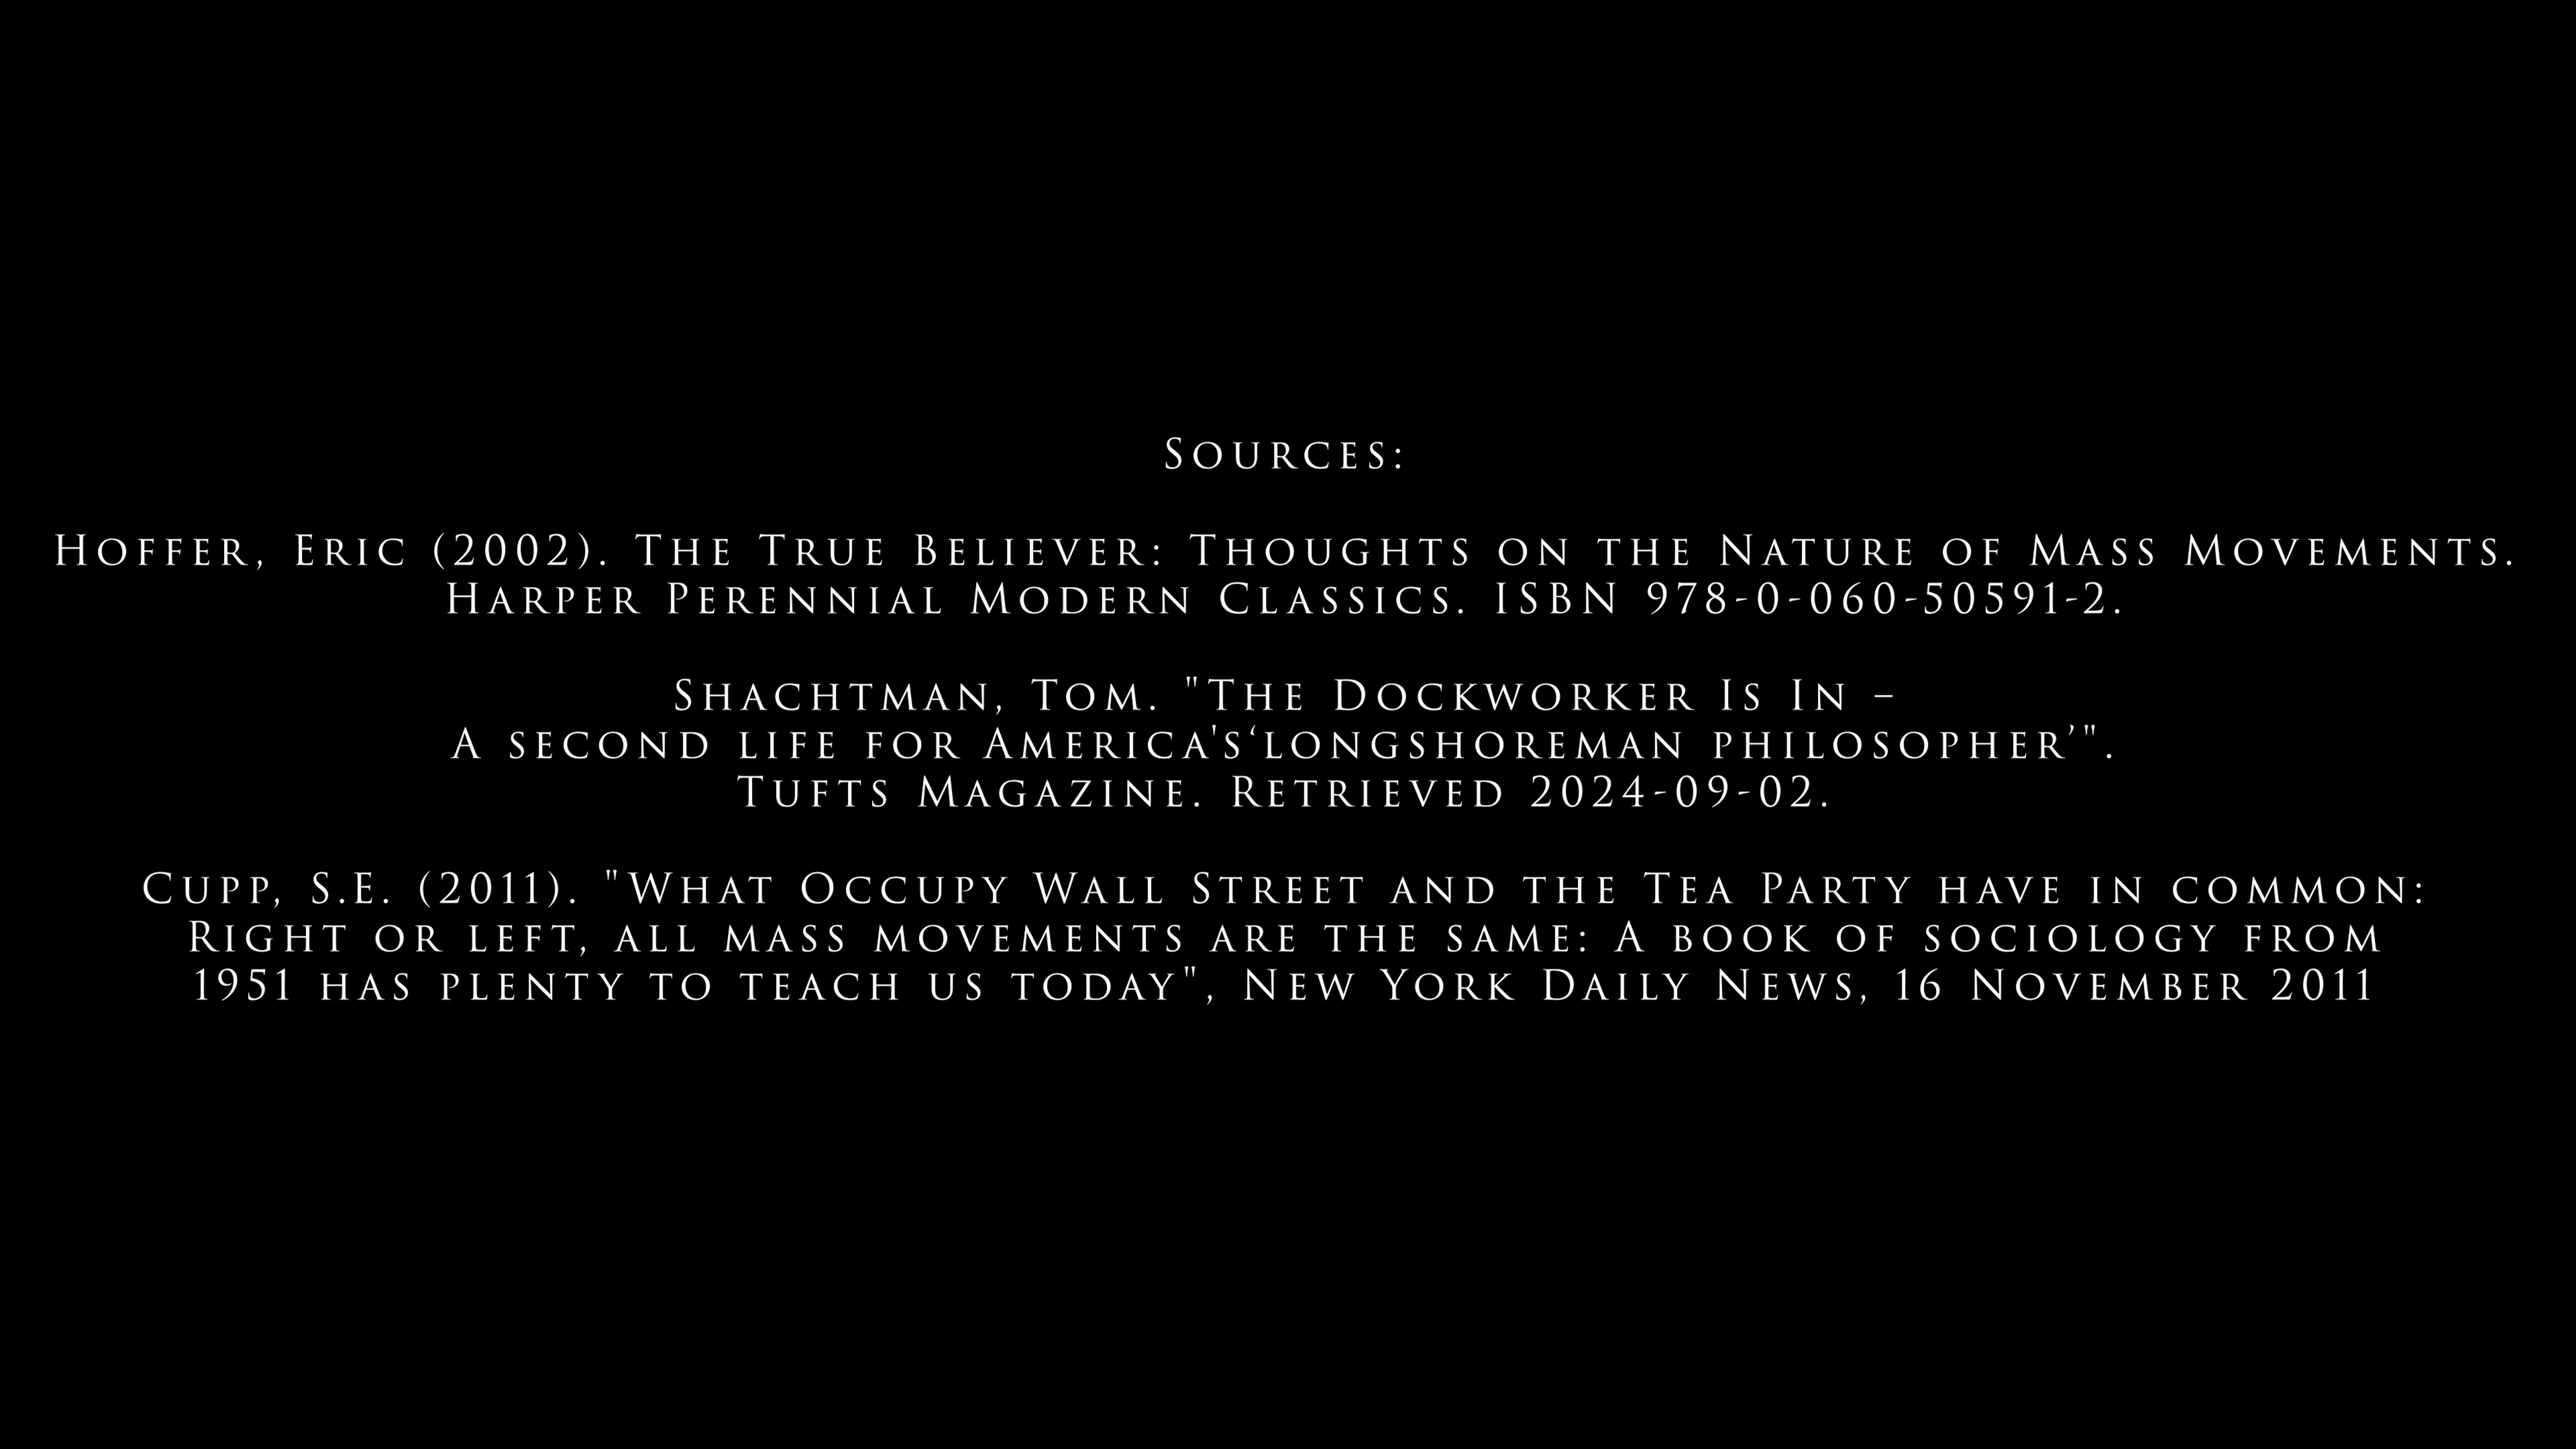 Sources:
Hoffer, Eric (2002). The True Believer: Thoughts on the Nature of Mass Movements.
Harper Perennial Modern Classics. ISBN 978-0-060-50591-2.
Shachtman, Tom. "The Dockworker Is In –
A second life for America's‘longshoreman philosopher’".
Tufts Magazine. Retrieved 2024-09-02.
Cupp, S.E. (2011). "What Occupy Wall Street and the Tea Party have in common:
Right or left, all mass movements are the same: A book of sociology from
1951 has plenty to teach us today", New York Daily News, 16 November 2011